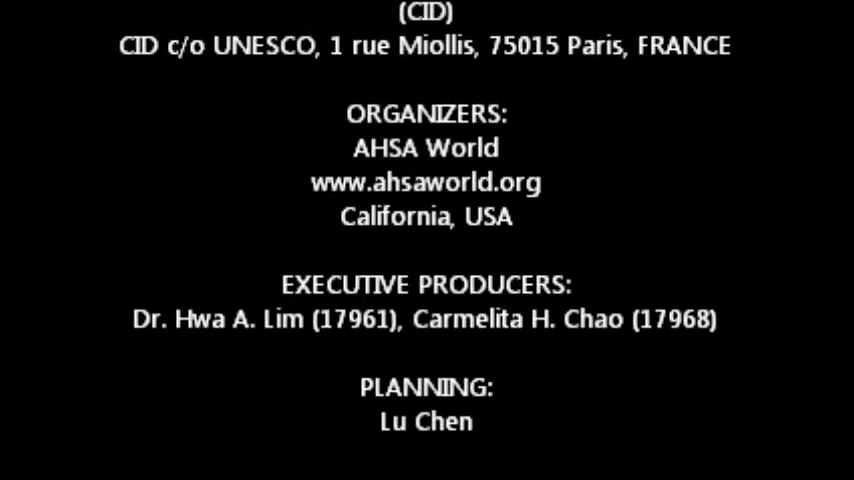 (CID)
CID c/o UNESCO, 1 rue Miollis, 75015 Paris, FRANCE
ORGANIZERS:
AHSA World
www.ahsaworld.org
California, USA
EXECUTIVE PRODUCERS:
Dr. Hwa A. Lim (17961), Carmelita H. Chao (17968)
PLANNING:
Lu Chen